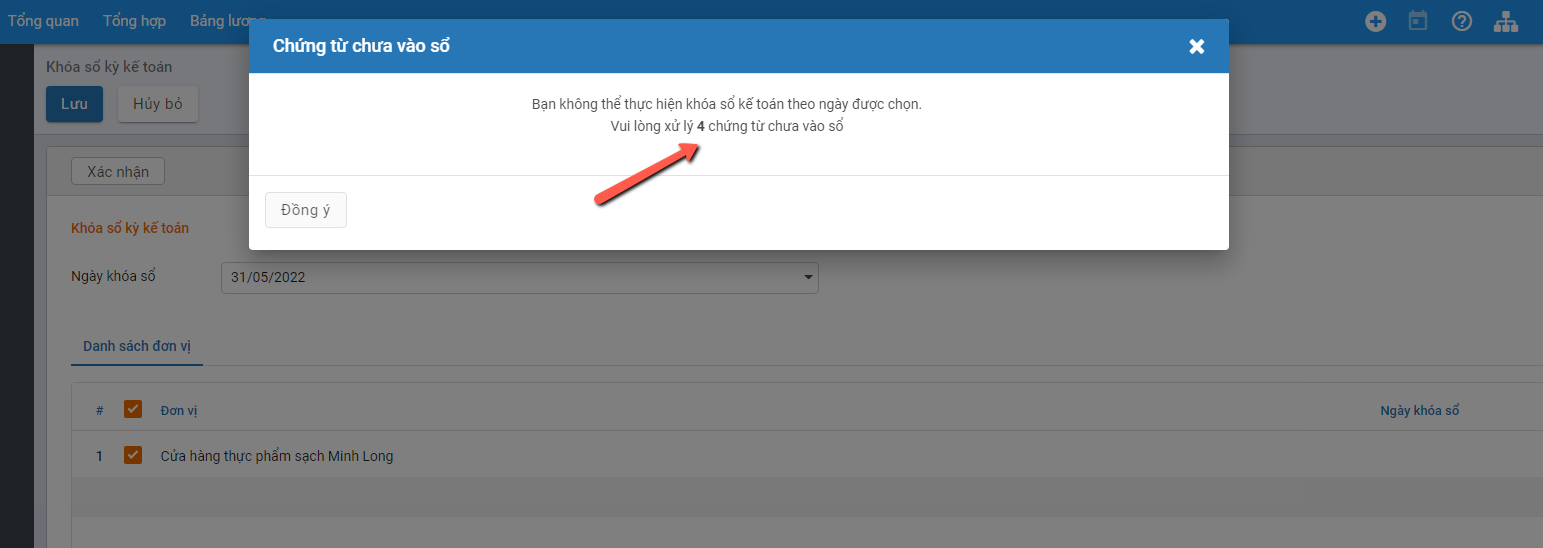 Tổng quan Tổng hợp Bảng lương
Chứng từ chưa vào sổ
Khóa sổ kỳ kế toán
Lưu Hủy bỏ
Bạn không thể thực hiện khóa sổ kế toán theo ngày được chọn.
Vui lòng xử lý 4 chứng từ chưa vào sổ
Xác nhận
Đồng ý
Khóa sổ kỳ kế toán
Ngày khóa sổ 31/05/2022
Danh sách đơn vị
# Đơn vị Ngày khóa sổ
1 Cửa hàng thực phẩm sạch Minh Long